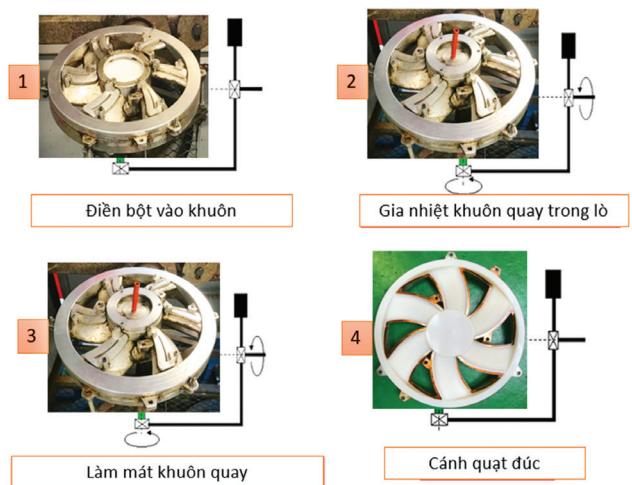 1
Điền bột vào khuôn
2
Gia nhiệt khuôn quay trong lò
3
Làm mát khuôn quay
4
Cánh quạt đúc